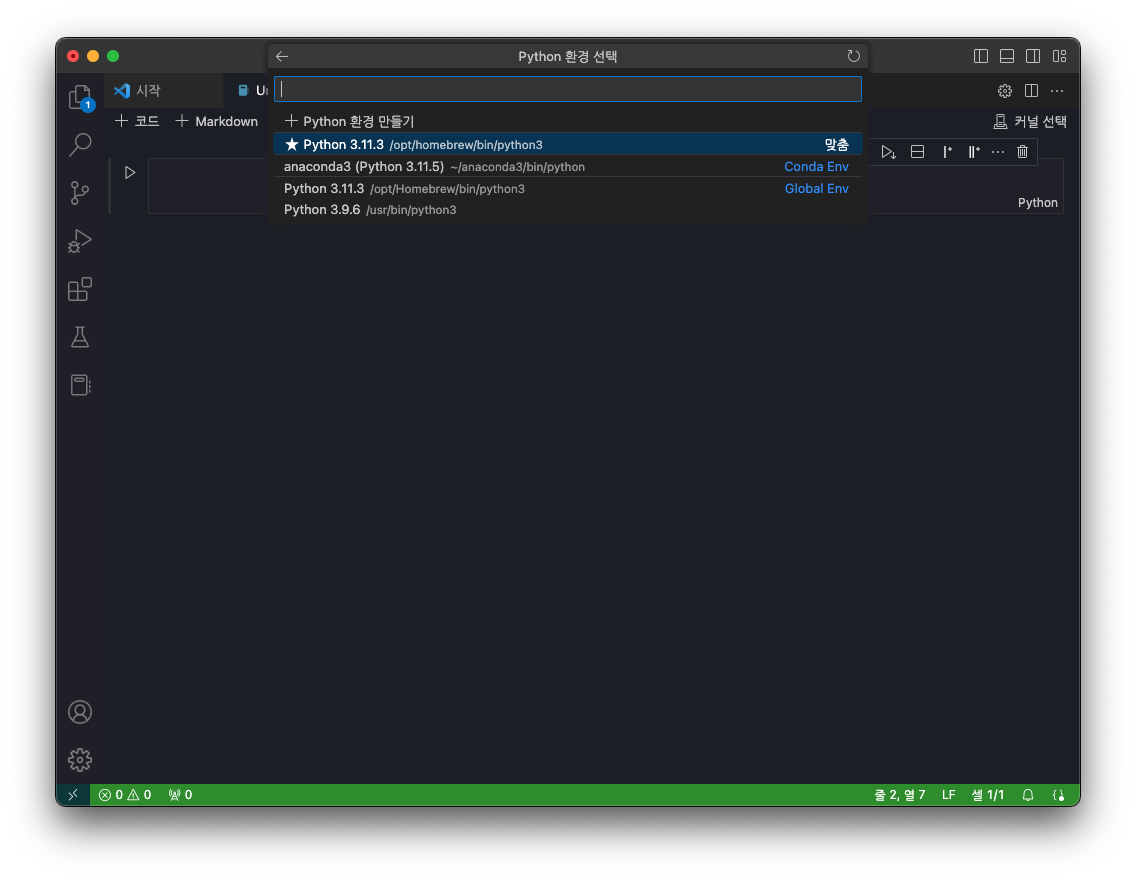 Python 환경 선택
1
시작
U
코드 Markdown
커널 선택
Python 환경 만들기
Python 3.11.3 /opt/homebrew/bin/python3 맞춤
anaconda3 (Python 3.11.5) ~/anaconda3/bin/python Conda Env
Python 3.11.3 /opt/Homebrew/bin/python3 Global Env
Python 3.9.6 /usr/bin/python3
Python
0 0 0
줄 2, 열 7 LF 셀 1/1